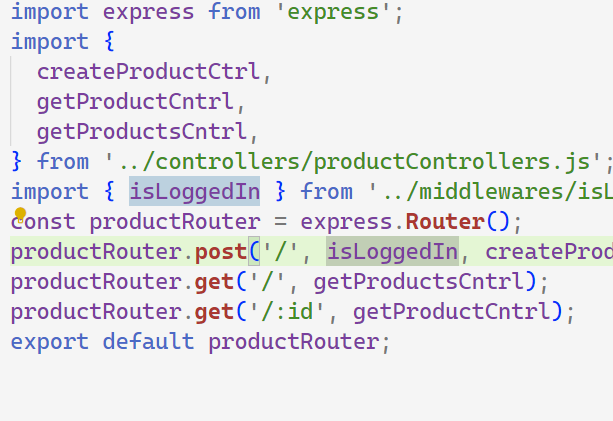 import express from 'express';
import {
createProductCtrl,
getProductCntrl,
getProductsCntrl,
} from '../controllers/productControllers.js';
import { isLoggedIn } from '../middlewares/isL
const productRouter = express.Router();
productRouter.post('/', isLoggedIn, createProd
productRouter.get('/', getProductsCntrl);
productRouter.get('/:id', getProductCntrl);
export default productRouter;